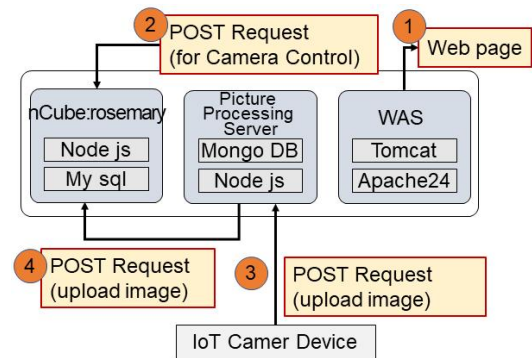 2
POST Request
(for Camera Control)
1
Web page
nCube:rosemary
Node js
My sql
Picture
Processing
Server
Mongo DB
Node js
WAS
Tomcat
Apache24
4
POST Request
(upload image)
3
POST Request
(upload image)
IoT Camer Device